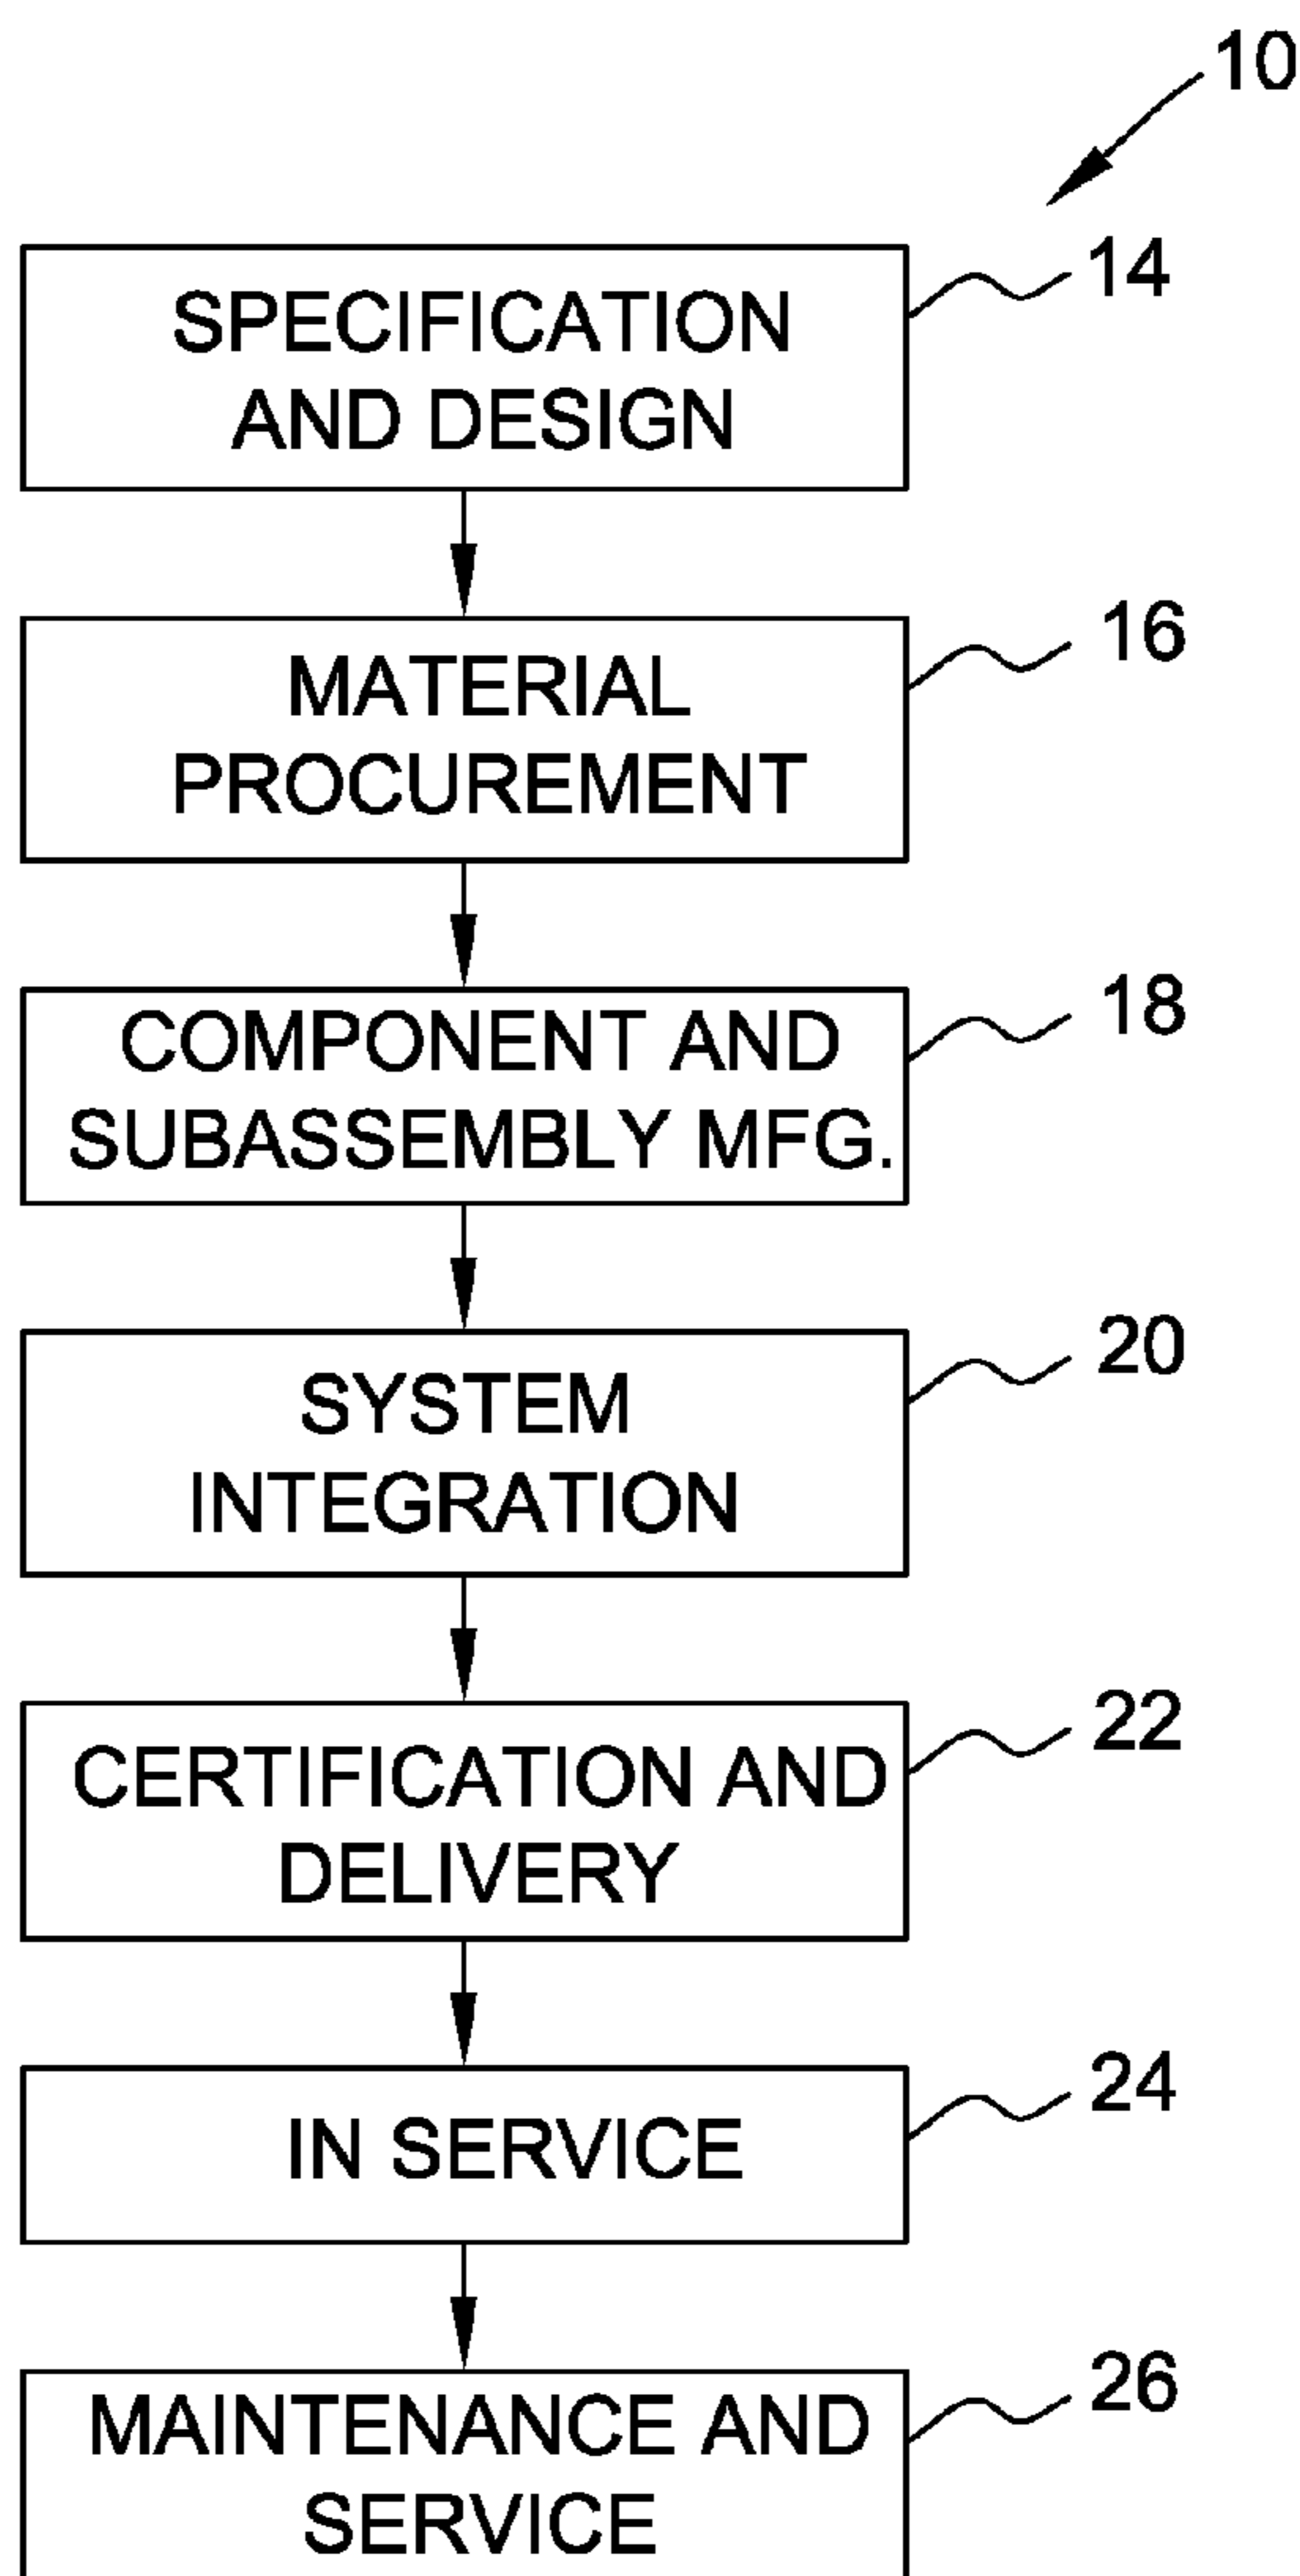 10
SPECIFICATION
AND DESIGN
14
MATERIAL
PROCUREMENT
16
COMPONENT AND
SUBASSEMBLY MFG.
18
SYSTEM
INTEGRATION
20
CERTIFICATION AND
DELIVERY
22
IN SERVICE
24
MAINTENANCE AND
SERVICE
26